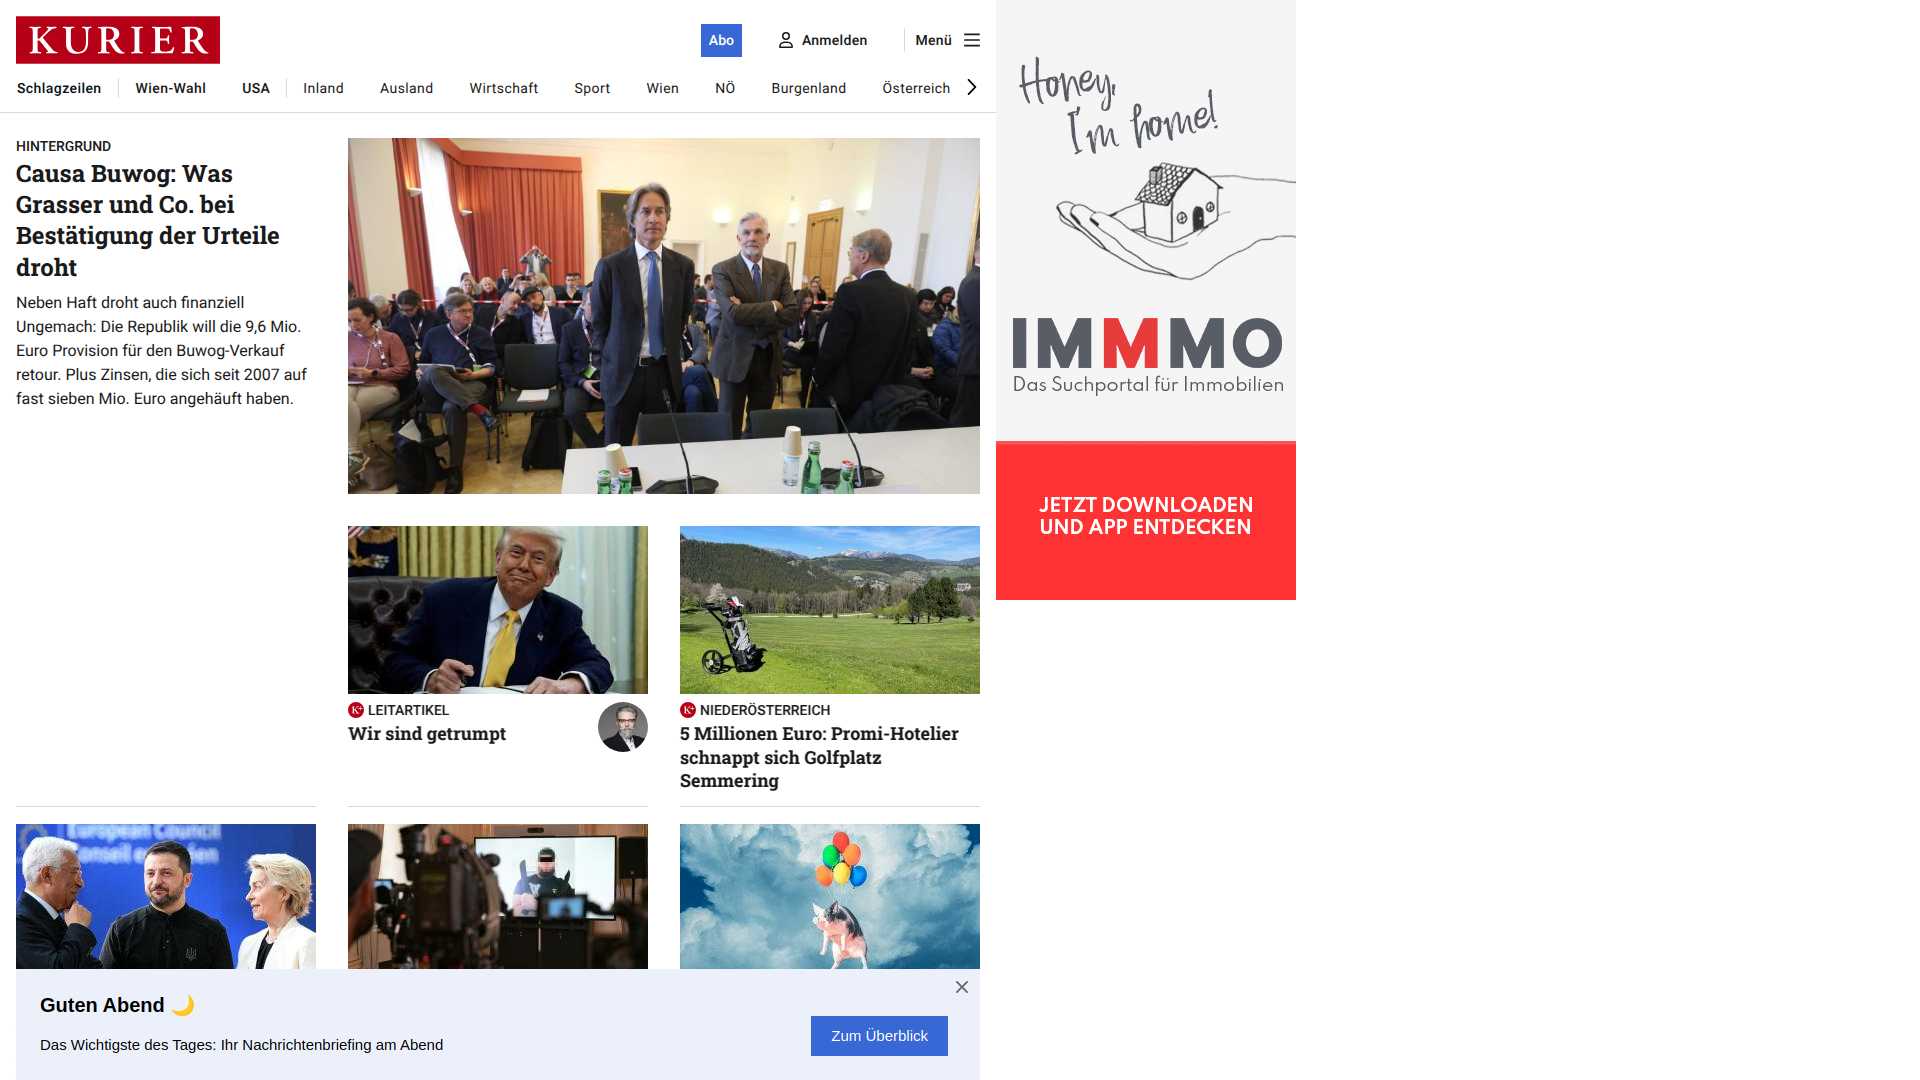 KURIER
Abo
Anmelden
Menü
Schlagzeilen
Wien-Wahl
USA
Inland
Ausland
Wirtschaft
Sport
Wien
NÖ
Burgenland
Österreich
HINTERGRUND
Causa Buwog: Was
Grasser und Co. bei
Bestätigung der Urteile
droht
Neben Haft droht auch finanziell
Ungemach: Die Republik will die 9,6 Mio.
Euro Provision für den Buwog-Verkauf
retour. Plus Zinsen, die sich seit 2007 auf
fast sieben Mio. Euro angehäuft haben.
K+ LEITARTIKEL
Wir sind getrumpt
K+ NIEDERÖSTERREICH
5 Millionen Euro: Promi-Hotelier
schnappt sich Golfplatz
Semmering
European Council
Guten Abend 🌙
Das Wichtigste des Tages: Ihr Nachrichtenbriefing am Abend
Zum Überblick
Honey,
I'm home!
IMMMO
Das Suchportal für Immobilien
JETZT DOWNLOADEN
UND APP ENTDECKEN